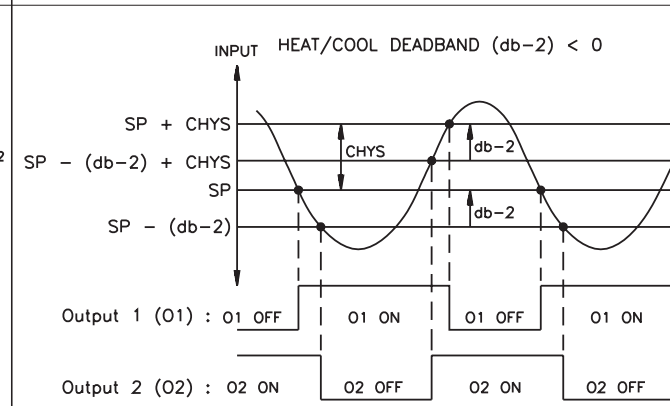 INPUT HEAT/COOL DEADBAND (db-2) < 0
SP + CHYS
CHYS
db-2
2
SP - (db-2) + CHYS
SP
db-2
SP - (db-2)
Output 1 (O1) : O1 OFF O1 ON O1 OFF O1 ON
Output 2 (O2) : O2 ON O2 OFF O2 ON O2 OFF